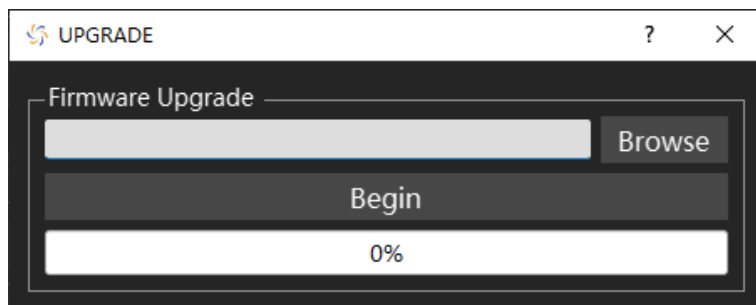 UPGRADE ?
Firmware Upgrade
Browse
Begin
0%